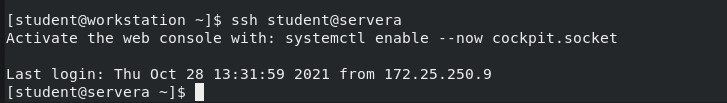 [student@workstation ~]$ ssh student@servera
Activate the web console with: systemctl enable --now cockpit.socket
Last login: Thu Oct 28 13:31:59 2021 from 172.25.250.9
[student@servera ~]$